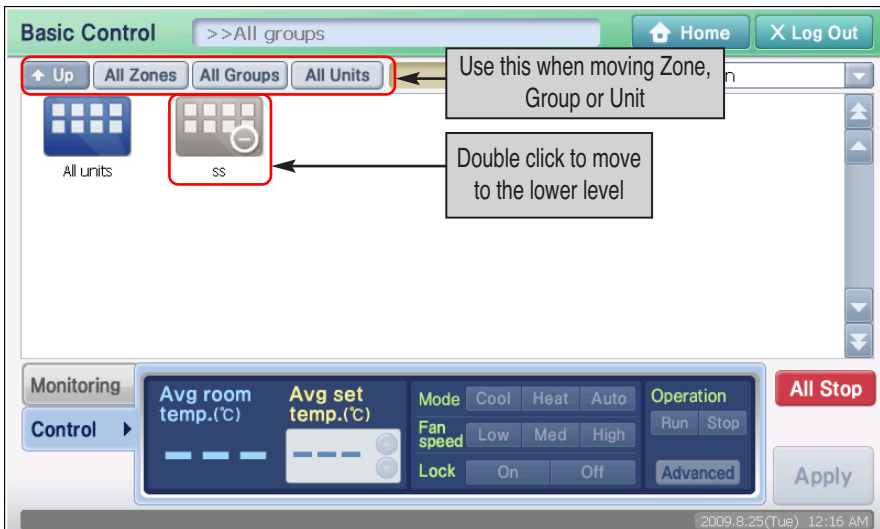 Basic Control >>All groups Home X Log Out
Up All Zones All Groups All Units
Use this when moving Zone,
Group or Unit
All units ss
Double click to move
to the lower level
Monitoring
Control
Avg room
temp.(℃)
Avg set
temp.(℃)
Mode Cool Heat Auto
Fan
speed Low Med High
Lock On Off
Operation
Run Stop
Advanced
All Stop
Apply
2009.8.25(Tue) 12:16 AM